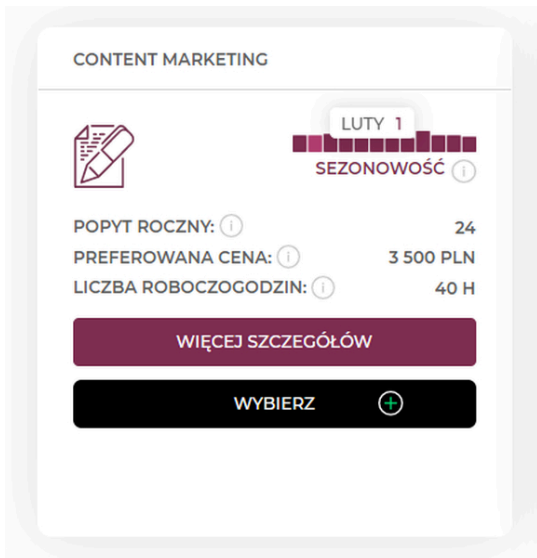 CONTENT MARKETING
LUTY 1
SEZONOWOŚĆ i
POPYT ROCZNY: i 24
PREFEROWANA CENA: i 3 500 PLN
LICZBA ROBOCZOGODZIN: i 40 H
WIĘCEJ SZCZEGÓŁÓW
WYBIERZ